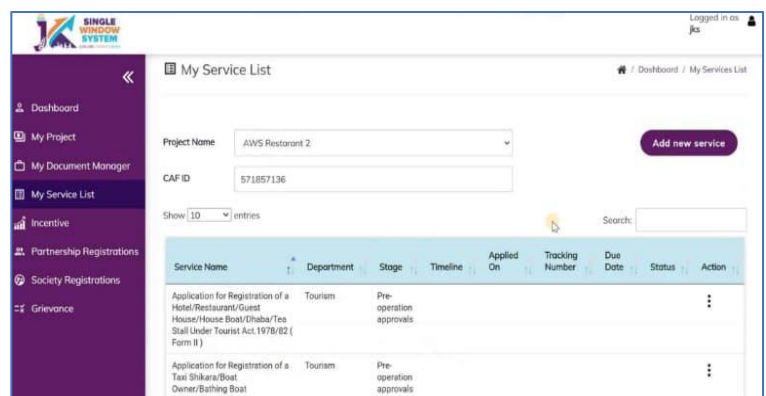 SINGLE
WINDOW
SYSTEM
Logged in as
jks
My Service List
/ Dashboard / My Services List
Dashboard
My Project
My Document Manager
My Service List
Incentive
Partnership Registrations
Society Registrations
Grievance
Project Name AWS Restorant 2
Add new service
CAF ID 571857136
Show 10 entries
Search:
Service Name Department Stage Timeline Applied On Tracking Number Due Date Status Action
Application for Registration of a Tourism Pre-
Hotel/Restaurant/Guest operation
House/House Boat/Dhaba/Tea approvals
Stall Under Tourist Act.1978/82 (
Form II )
Application for Registration of a Tourism Pre-
Taxi Shikara/Boat operation
Owner/Bathing Boat approvals